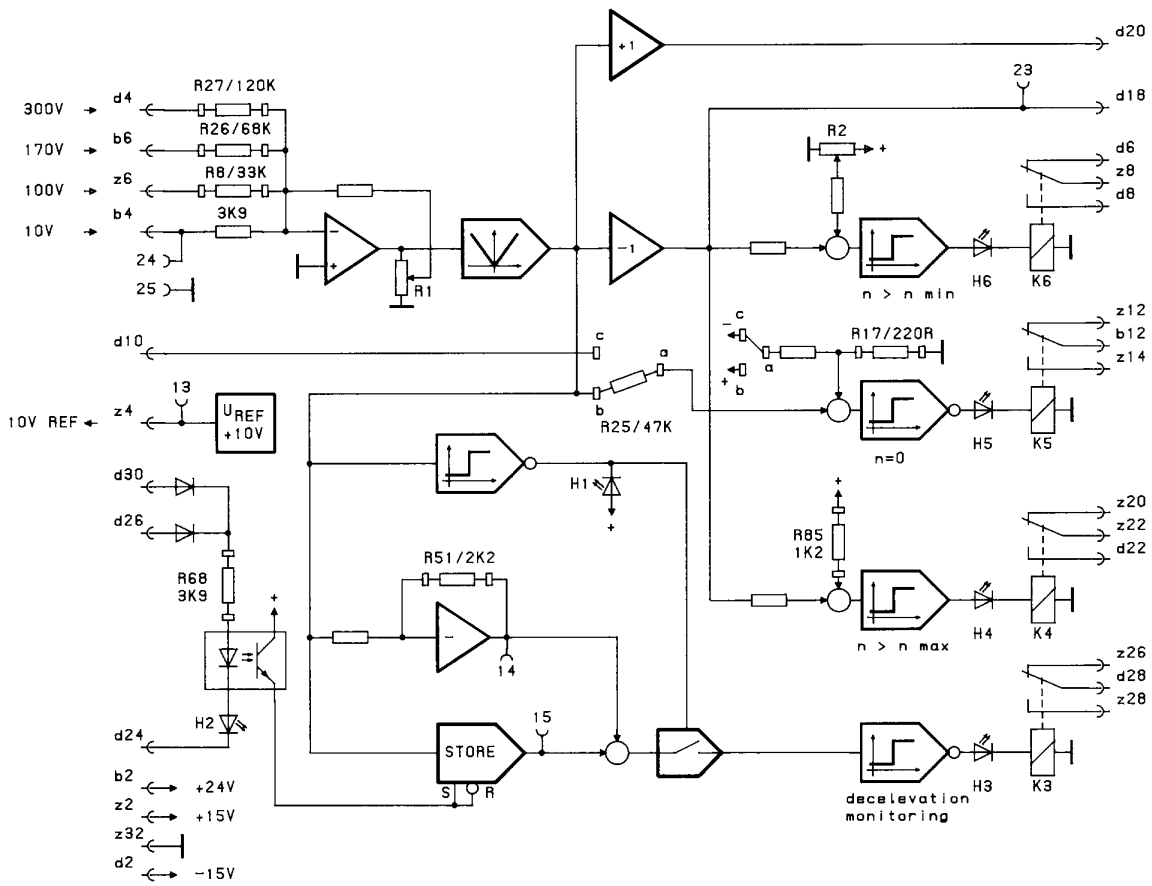 +1
d20
23
R27/120K
300V
d4
d18
R26/68K
R2
+
170V
b6
d6
R8/33K
z8
100V
z6
d8
3K9
10V
b4
-
+
-1
24
25
R1
n > n min
H6
K6
d10
c
a
b
R25/47K
-
c
a
+
b
R17/220R
z12
b12
z14
n=0
H5
K5
13
10V REF
z4
UREF
+10V
d30
d26
H1
+
+
R85
1K2
z20
z22
d22
R68
3K9
+
R51/2K2
-
14
n > n max
H4
K4
H2
d24
STORE
S
R
15
z26
d28
z28
decelevation
monitoring
H3
K3
b2
+24V
z2
+15V
z32
d2
-15V